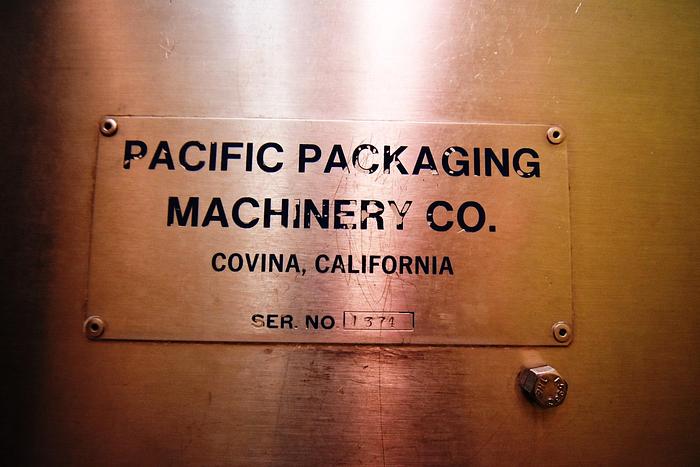 PACIFIC PACKAGING
MACHINERY CO.
COVINA, CALIFORNIA
SER. NO. 1371